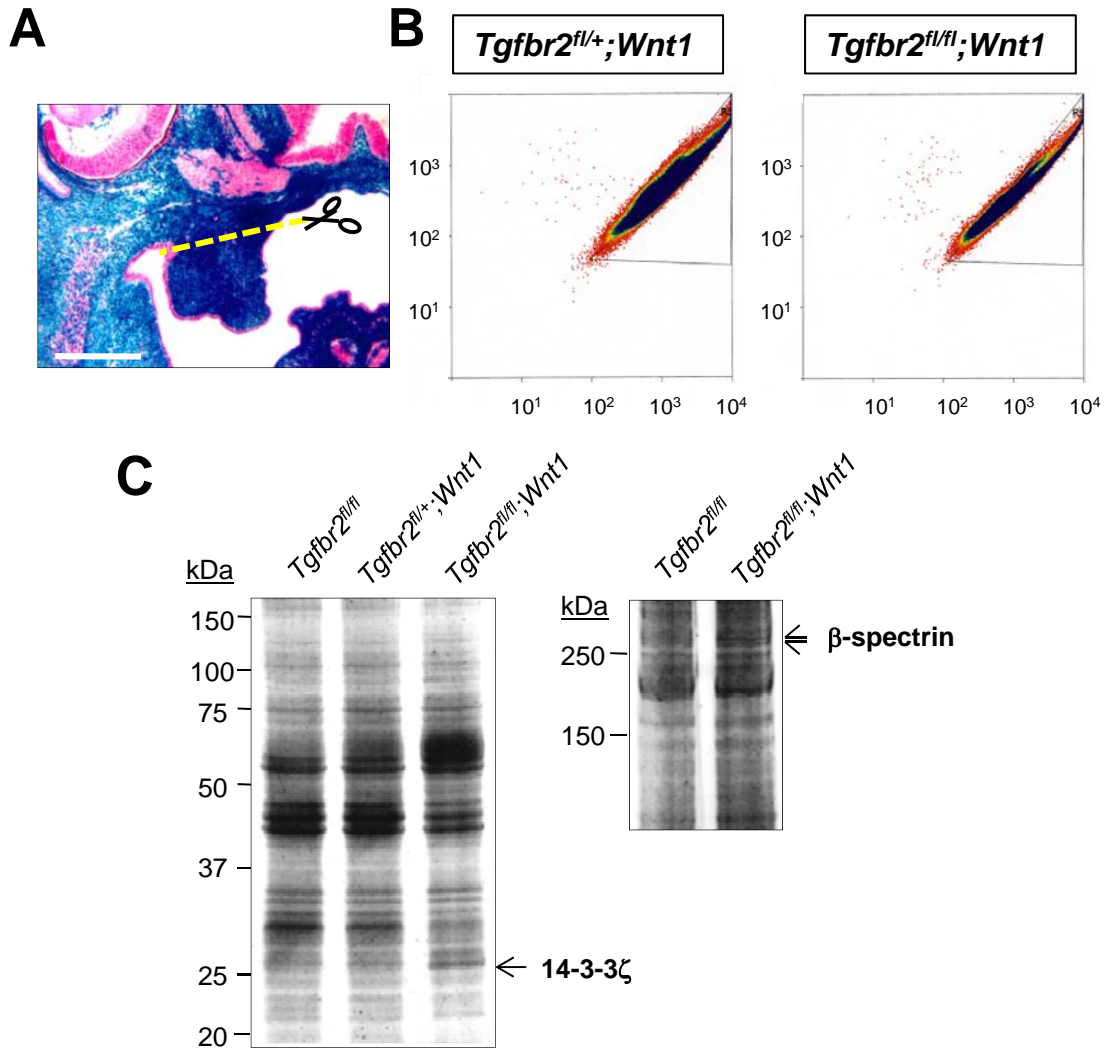 A
B
Tgfbr2fl/+;Wnt1
Tgfbr2fl/fl;Wnt1
10³
10²
10¹
10¹ 10² 10³ 10⁴
10³
10²
10¹
10¹ 10² 10³ 10⁴
C
kDa
Tgfbr2fl/fl
Tgfbr2fl/+;Wnt1
Tgfbr2fl/fl;Wnt1
150
100
75
50
37
25
20
14-3-3ζ
kDa
Tgfbr2fl/fl
Tgfbr2fl/fl;Wnt1
250
150
β-spectrin